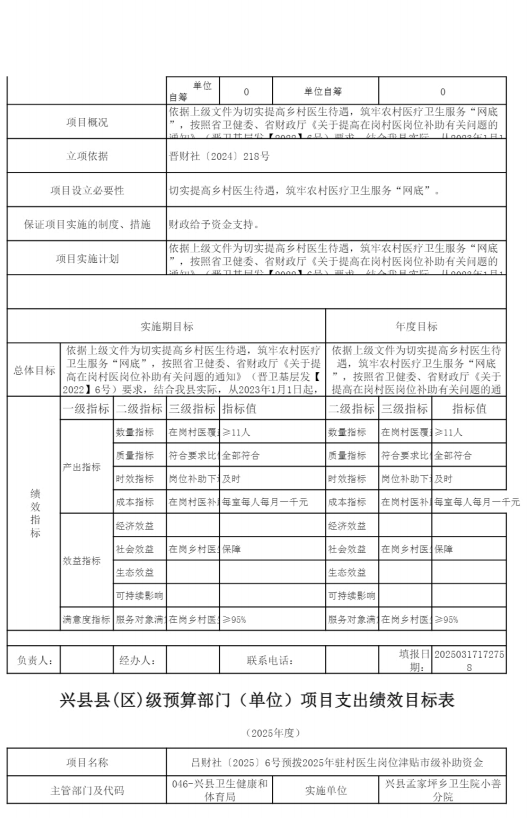 单位自筹 0 单位自筹 0
项目概况 依据上级文件为切实提高乡村医生待遇，筑牢农村医疗卫生服务“网底
”，按照省卫健委、省财政厅《关于提高在岗村医岗位补助有关问题的
立项依据 晋财社〔2024〕218号
项目设立必要性 切实提高乡村医生待遇，筑牢农村医疗卫生服务“网底”。
保证项目实施的制度、措施 财政给予资金支持。
项目实施计划 依据上级文件为切实提高乡村医生待遇，筑牢农村医疗卫生服务“网底
”，按照省卫健委、省财政厅《关于提高在岗村医岗位补助有关问题的
实施期目标 年度目标
总体目标
依据上级文件为切实提高乡村医生待遇，筑牢农村医疗
卫生服务“网底”，按照省卫健委、省财政厅《关于提
高在岗村医岗位补助有关问题的通知》（晋卫基层发【
2022】6号）要求，结合我县实际，从2023年1月1日起，
依据上级文件为切实提高乡村医生待
遇，筑牢农村医疗卫生服务“网底
”，按照省卫健委、省财政厅《关于
提高在岗村医岗位补助有关问题的通
绩效指标
一级指标 二级指标 三级指标 指标值 二级指标 三级指标 指标值
产出指标
数量指标 在岗村医覆 ≥11人 数量指标 在岗村医覆 ≥11人
质量指标 符合要求比 全部符合 质量指标 符合要求比 全部符合
时效指标 岗位补助下 及时 时效指标 岗位补助下 及时
成本指标 在岗村医补 每室每人每月一千元 成本指标 在岗村医补 每室每人每月一千元
效益指标
经济效益 经济效益
社会效益 在岗乡村医 保障 社会效益 在岗乡村医 保障
生态效益 生态效益
可持续影响 可持续影响
满意度指标 服务对象满 在岗乡村医 ≥95% 服务对象满 在岗乡村医 ≥95%
负责人： 经办人： 联系电话： 填报日期： 20250317172758
兴县县(区)级预算部门（单位）项目支出绩效目标表
（2025年度）
项目名称 吕财社〔2025〕6号预拨2025年驻村医生岗位津贴市级补助资金
主管部门及代码 046-兴县卫生健康和体育局 实施单位 兴县孟家坪乡卫生院小善分院